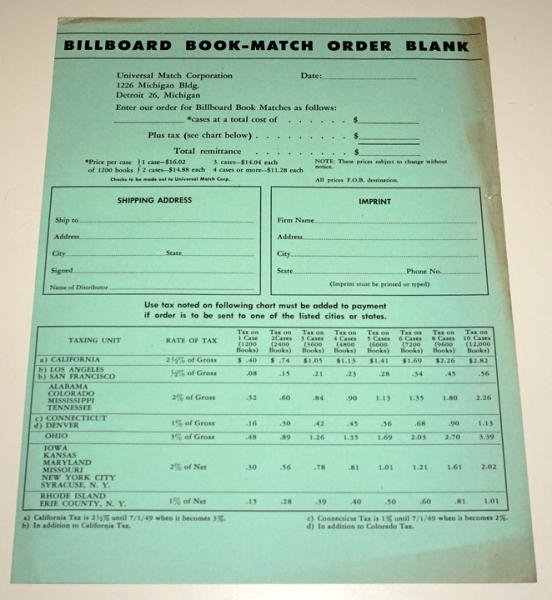 BILLBOARD BOOK-MATCH ORDER BLANK
Universal Match Corporation Date:
1226 Michigan Bldg.
Detroit 26, Michigan
Enter our order for Billboard Book Matches as follows:
*cases at a total cost of . . . . . . $
Plus tax (see chart below) . . . . . . . . $
Total remittance . . . . . . $
*Price per case } 1 case—$16.02 3 cases—$14.04 each NOTE: These prices subject to change without
of 1200 books } 2 cases—$14.88 each 4 cases or more—$11.28 each notice.
Checks to be made out to Universal Match Corp. All prices F.O.B. destination.
SHIPPING ADDRESS
Ship to
Address
City State
Signed
Name of Distributor
IMPRINT
Firm Name
Address
City
State Phone No.
(Imprint must be printed or typed)
Use tax noted on following chart must be added to payment
if order is to be sent to one of the listed cities or states.
TAXING UNIT RATE OF TAX Tax on 1 Case (1200 Books) Tax on 2Cases (2400 Books) Tax on 3 Cases (3600 Books) Tax on 4 Cases (4800 Books) Tax on 5 Cases (6000 Books) Tax on 6 Cases (7200 Books) Tax on 8 Cases (9600 Books) Tax on 10 Cases (12,000 Books)
a) CALIFORNIA 2½% of Gross $ .40 $ .74 $1.05 $1.13 $1.41 $1.69 $2.26 $2.82
b) LOS ANGELES
b) SAN FRANCISCO ½% of Gross .08 .15 .21 .23 .28 .34 .45 .56
ALABAMA
COLORADO
MISSISSIPPI
TENNESSEE 2% of Gross .32 .60 .84 .90 1.13 1.35 1.80 2.26
c) CONNECTICUT
d) DENVER 1% of Gross .16 .30 .42 .45 .56 .68 .90 1.13
OHIO 3% of Gross .48 .89 1.26 1.35 1.69 2.03 2.70 3.39
IOWA
KANSAS
MARYLAND
MISSOURI
NEW YORK CITY
SYRACUSE, N. Y. 2% of Net .30 .56 .78 .81 1.01 1.21 1.61 2.02
RHODE ISLAND
ERIE COUNTY, N. Y. 1% of Net .15 .28 .39 .40 .50 .60 .81 1.01
a) California Tax is 2½% until 7/1/49 when it becomes 3%. c) Connecticut Tax is 1% until 7/1/49 when it becomes 2%.
b) In addition to California Tax. d) In addition to Colorado Tax.